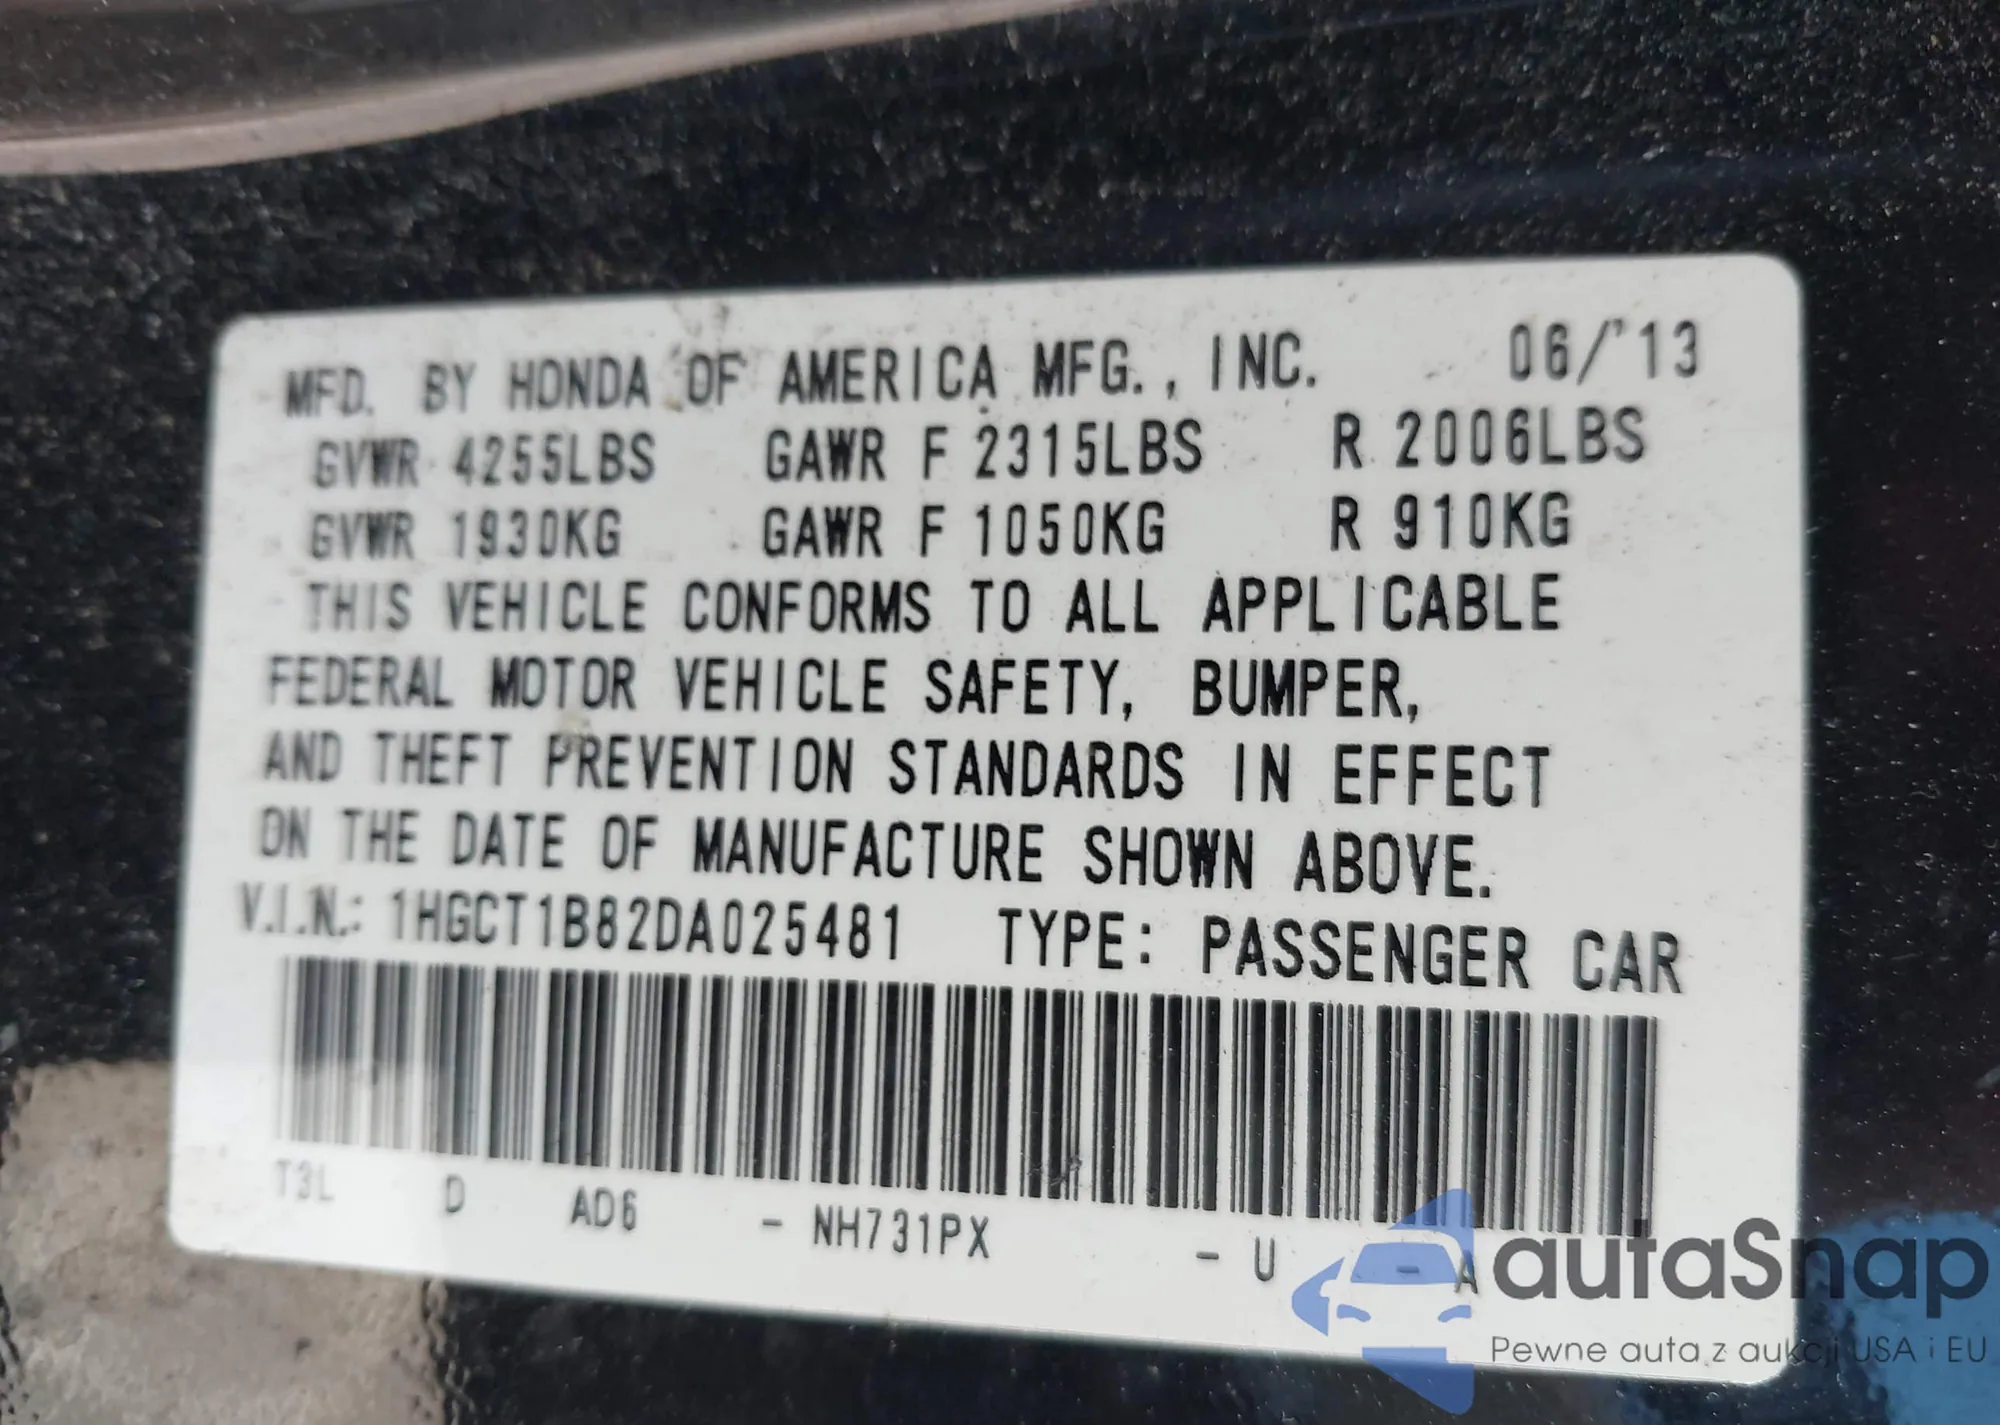 MFD. BY HONDA OF AMERICA MFG., INC. 06/'13
GVWR 4255LBS GAWR F 2315LBS R 2006LBS
GVWR 1930KG GAWR F 1050KG R 910KG
THIS VEHICLE CONFORMS TO ALL APPLICABLE
FEDERAL MOTOR VEHICLE SAFETY, BUMPER,
AND THEFT PREVENTION STANDARDS IN EFFECT
ON THE DATE OF MANUFACTURE SHOWN ABOVE.
V.I.N.: 1HGCT1B82DA025481 TYPE: PASSENGER CAR
T3L D AD6 - NH731PX - U - A
autaSnap
Pewne auta z aukcji USA i EU